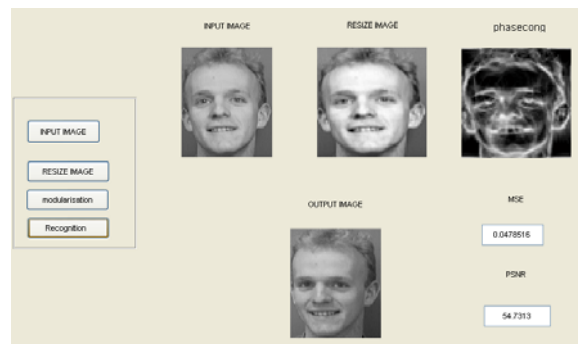 INPUT IMAGE
RESIZE IMAGE
phasecong
INPUT IMAGE
RESIZE IMAGE
modularisation
Recognition
OUTPUT IMAGE
MSE
0.0478516
PSNR
54.7313